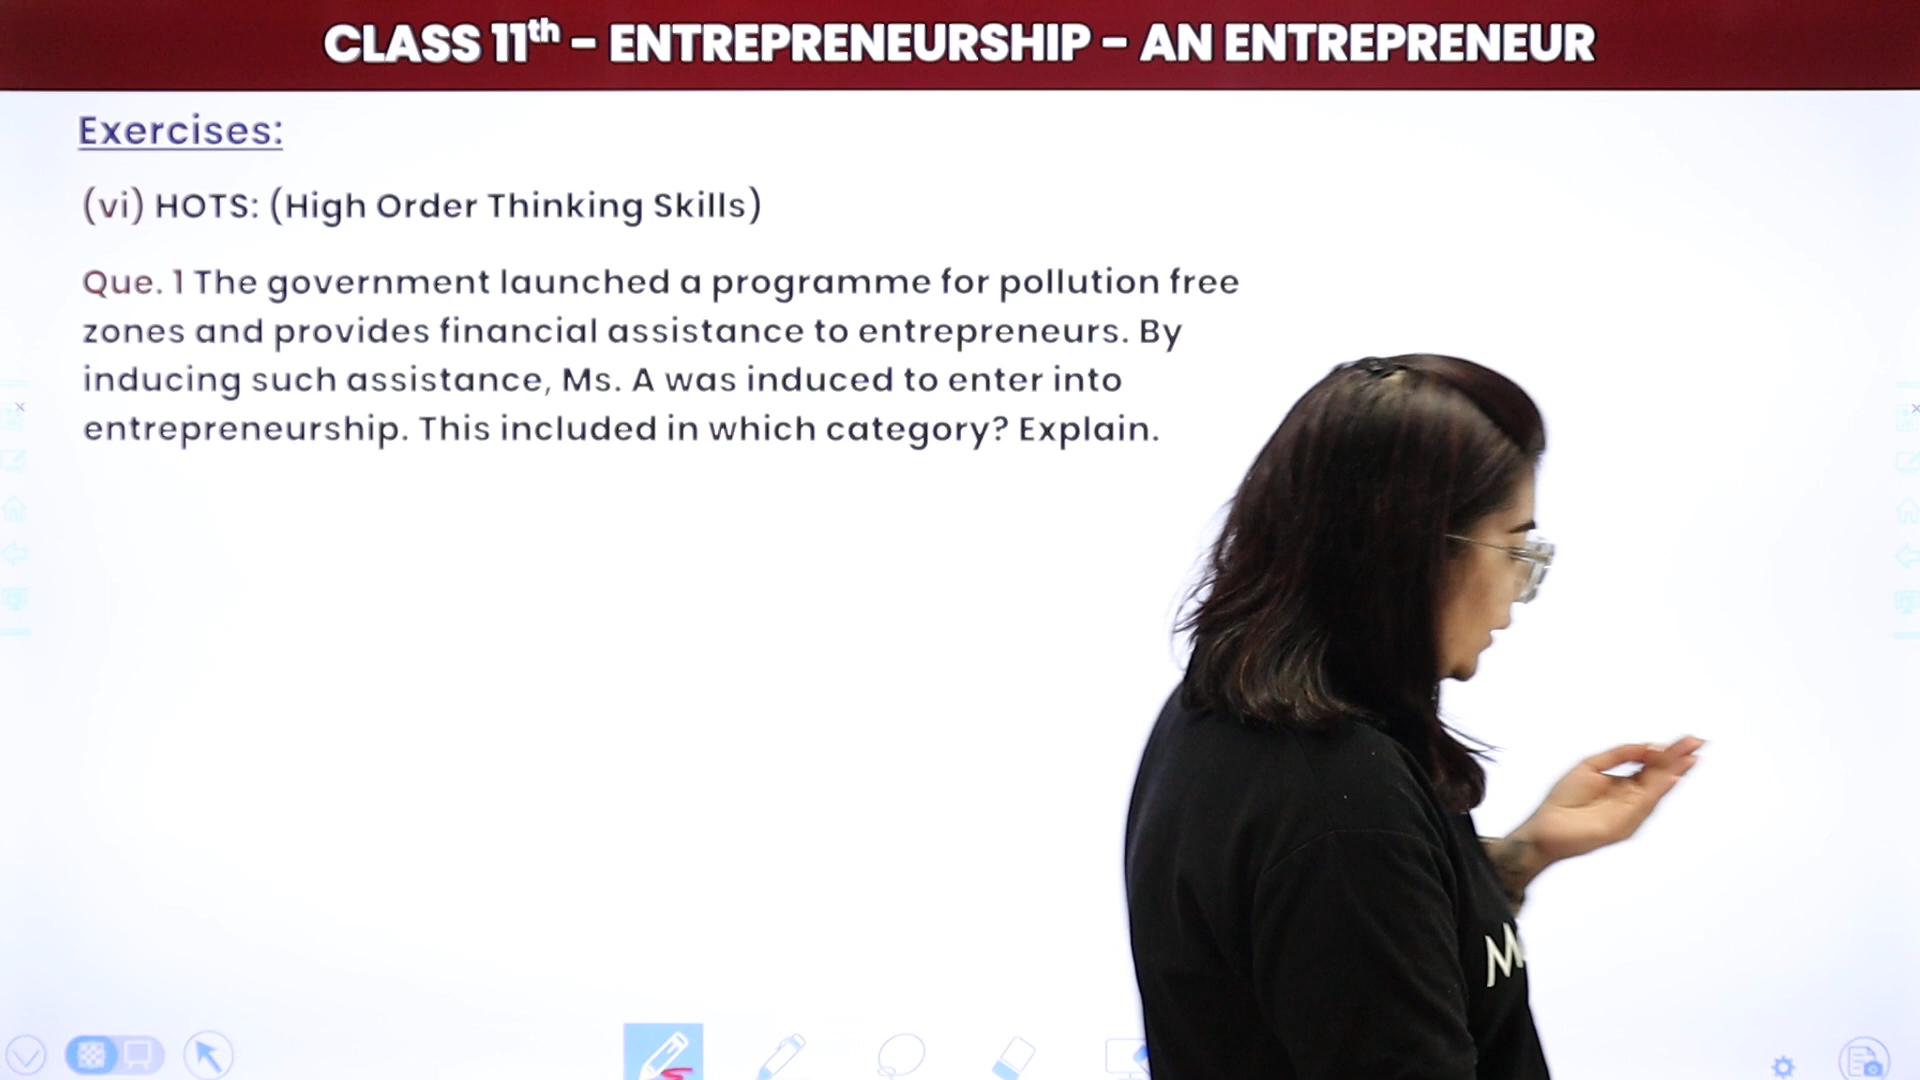 CLASS 11th – ENTREPRENEURSHIP – AN ENTREPRENEUR
Exercises:
(vi) HOTS: (High Order Thinking Skills)
Que. 1 The government launched a programme for pollution free
zones and provides financial assistance to entrepreneurs. By
inducing such assistance, Ms. A was induced to enter into
entrepreneurship. This included in which category? Explain.